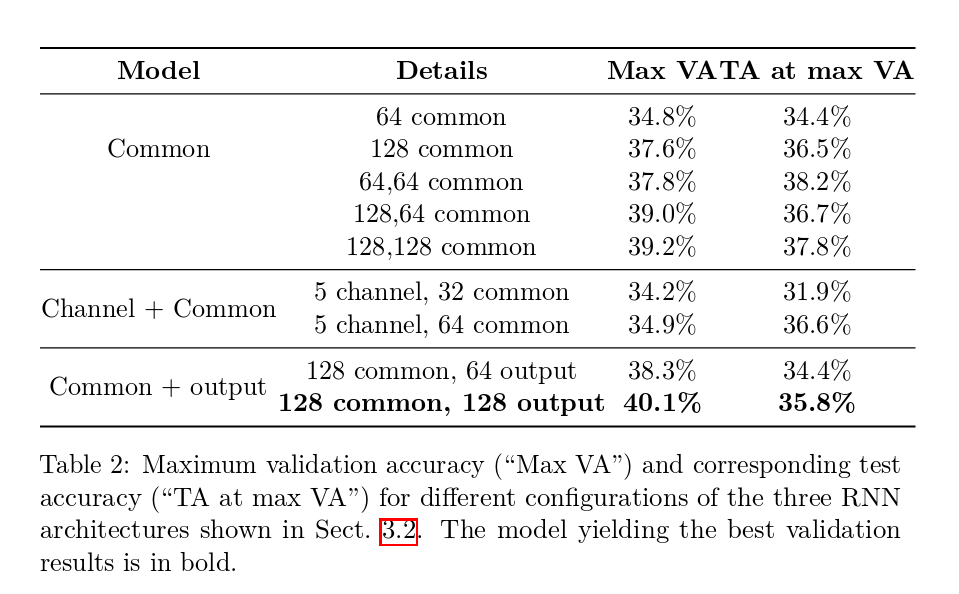 Model Details Max VA TA at max VA
64 common 34.8% 34.4%
Common 128 common 37.6% 36.5%
64,64 common 37.8% 38.2%
128,64 common 39.0% 36.7%
128,128 common 39.2% 37.8%
5 channel, 32 common 34.2% 31.9%
Channel + Common
5 channel, 64 common 34.9% 36.6%
128 common, 64 output 38.3% 34.4%
Common + output
128 common, 128 output 40.1% 35.8%
Table 2: Maximum validation accuracy (“Max VA”) and corresponding test
accuracy (“TA at max VA”) for different configurations of the three RNN
architectures shown in Sect. 3.2. The model yielding the best validation
results is in bold.